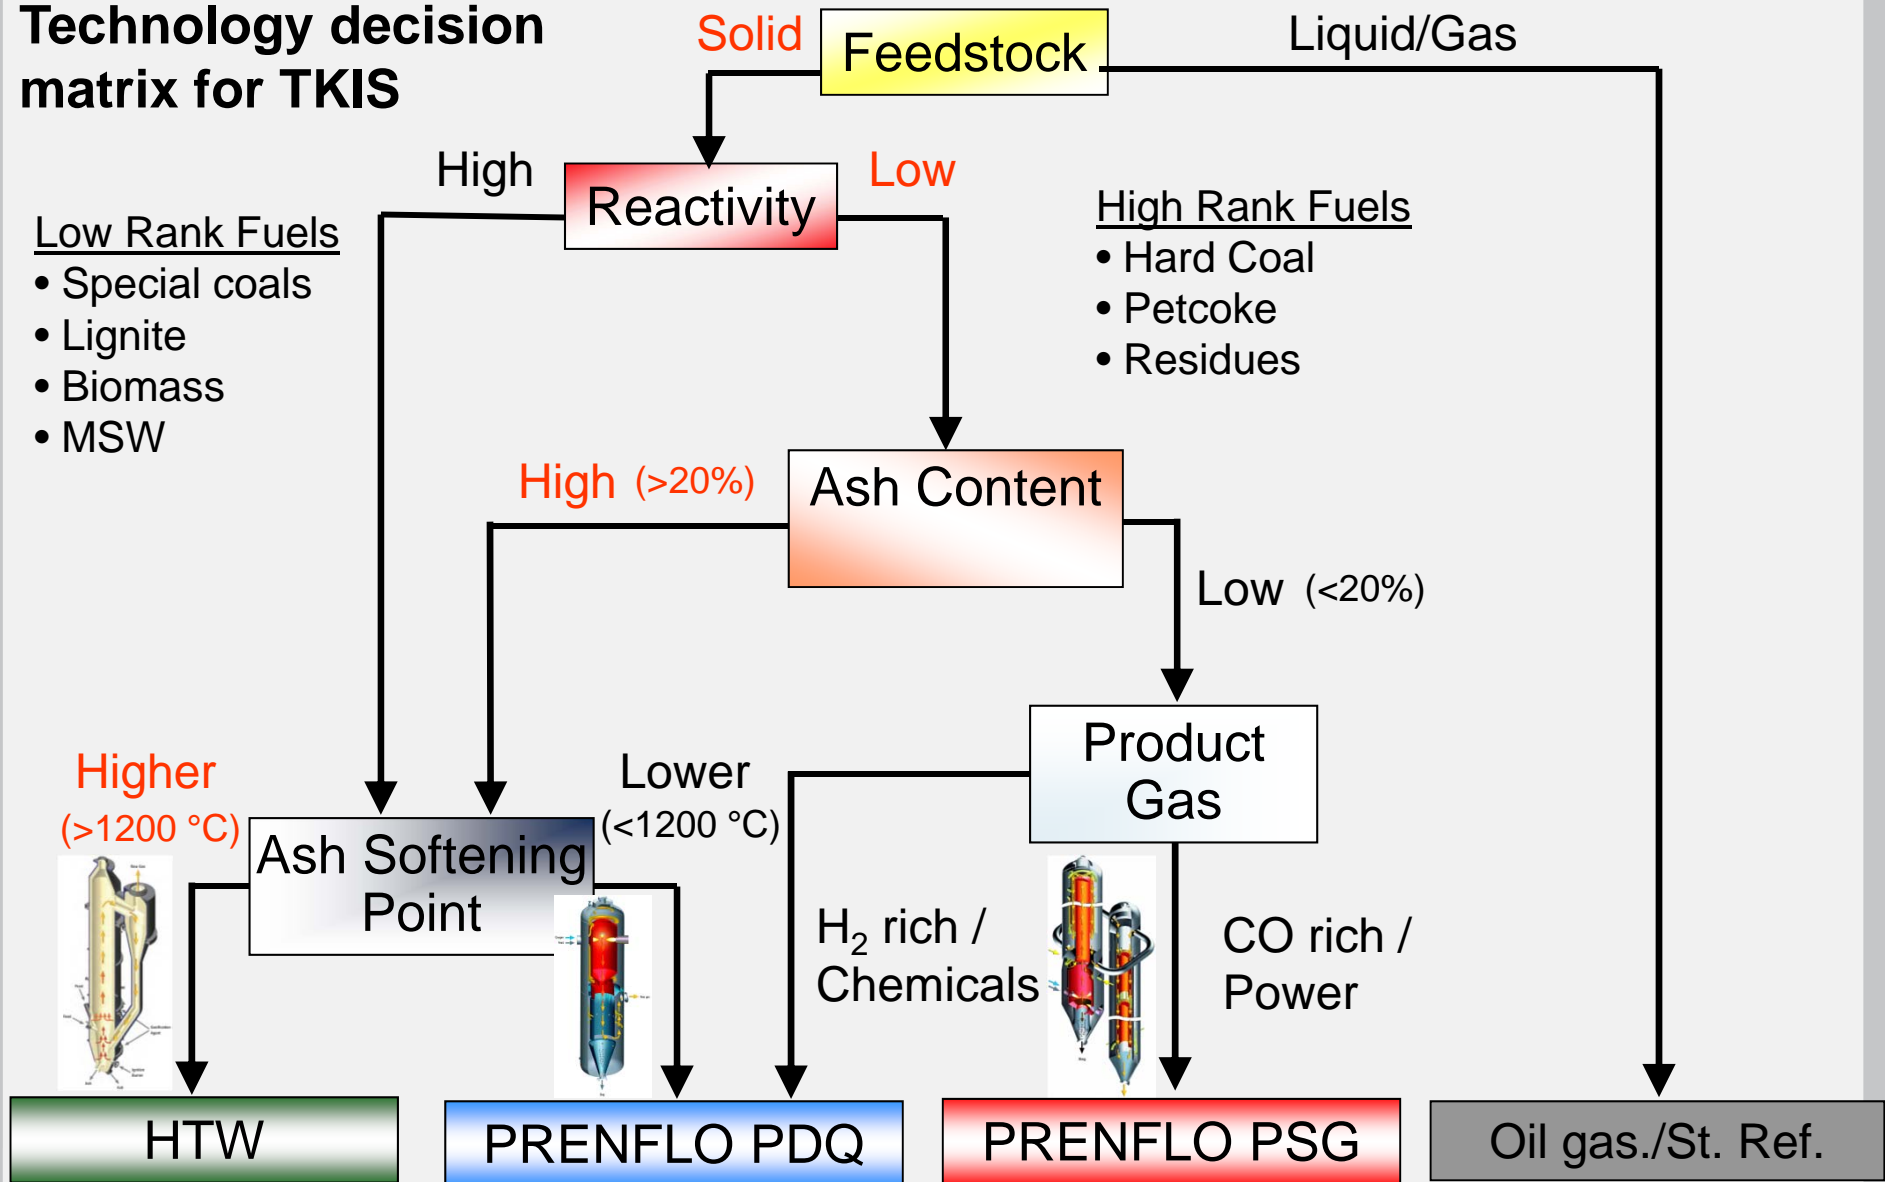 Technology decision
matrix for TKIS
Solid
Feedstock
Liquid/Gas
High
Reactivity
Low
Low Rank Fuels
• Special coals
• Lignite
• Biomass
• MSW
High Rank Fuels
• Hard Coal
• Petcoke
• Residues
High (>20%)
Ash Content
Low (<20%)
Product
Gas
Higher
(>1200 °C)
Lower
(<1200 °C)
Ash Softening
Point
H₂ rich /
Chemicals
CO rich /
Power
HTW
PRENFLO PDQ
PRENFLO PSG
Oil gas./St. Ref.